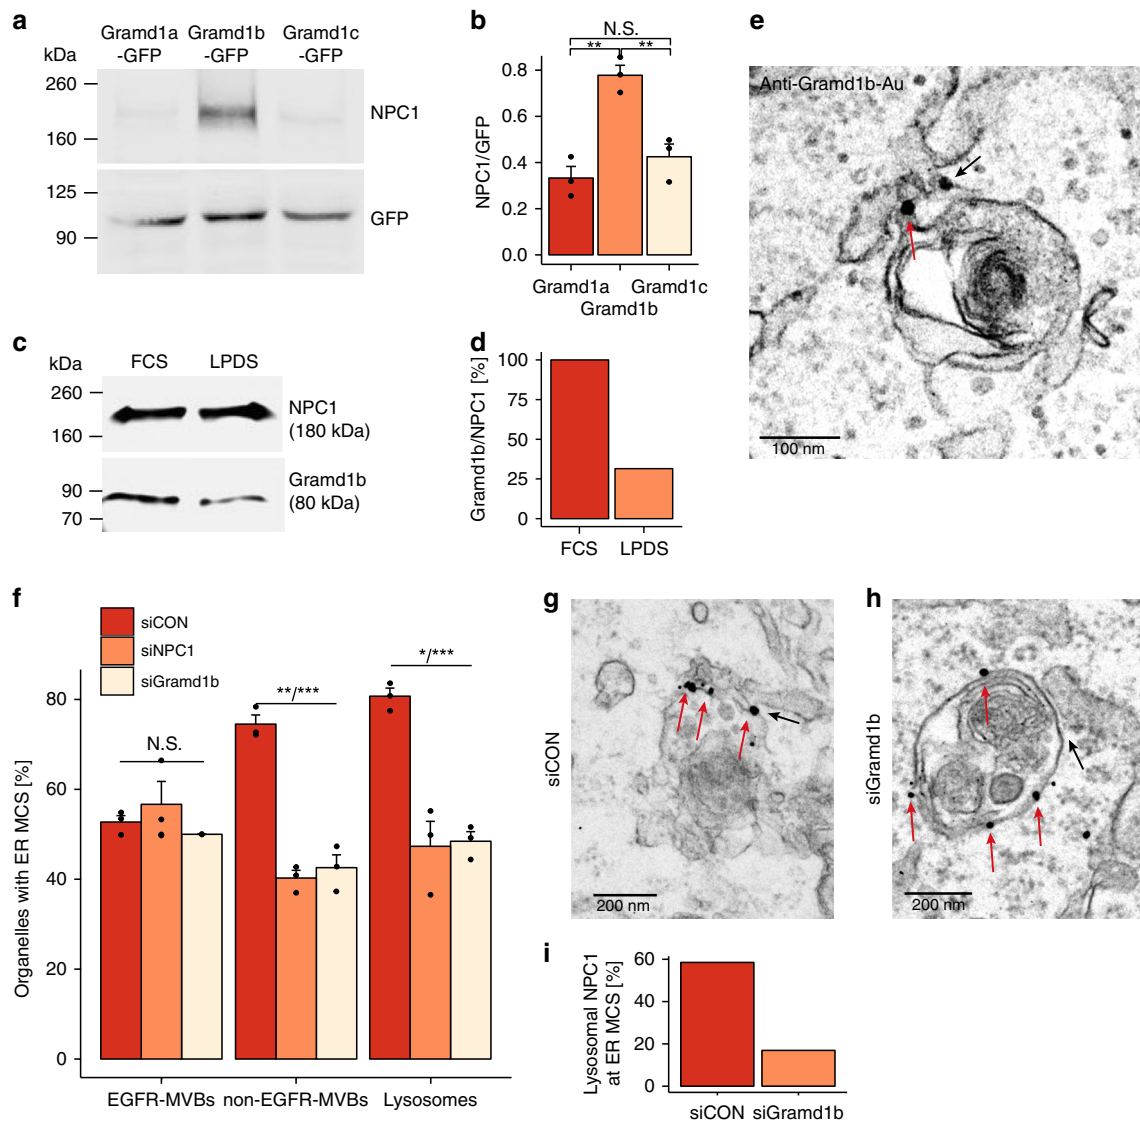 a
Gramd1a Gramd1b Gramd1c
kDa -GFP -GFP -GFP
260
NPC1
160
125
GFP
90
b
N.S.
** **
0.8
0.6
0.4
0.2
0.0
NPC1/GFP
Gramd1a Gramd1c
Gramd1b
c
kDa FCS LPDS
260
NPC1
(180 kDa)
160
90
Gramd1b
(80 kDa)
70
d
100
75
50
25
0
Gramd1b/NPC1 [%]
FCS LPDS
e
Anti-Gramd1b-Au
100 nm
f
siCON
siNPC1
siGramd1b
N.S.
**/***
*/***
80
60
40
20
0
Organelles with ER MCS [%]
EGFR-MVBs non-EGFR-MVBs Lysosomes
g
siCON
200 nm
h
siGramd1b
200 nm
i
60
40
20
0
Lysosomal NPC1
at ER MCS [%]
siCON siGramd1b